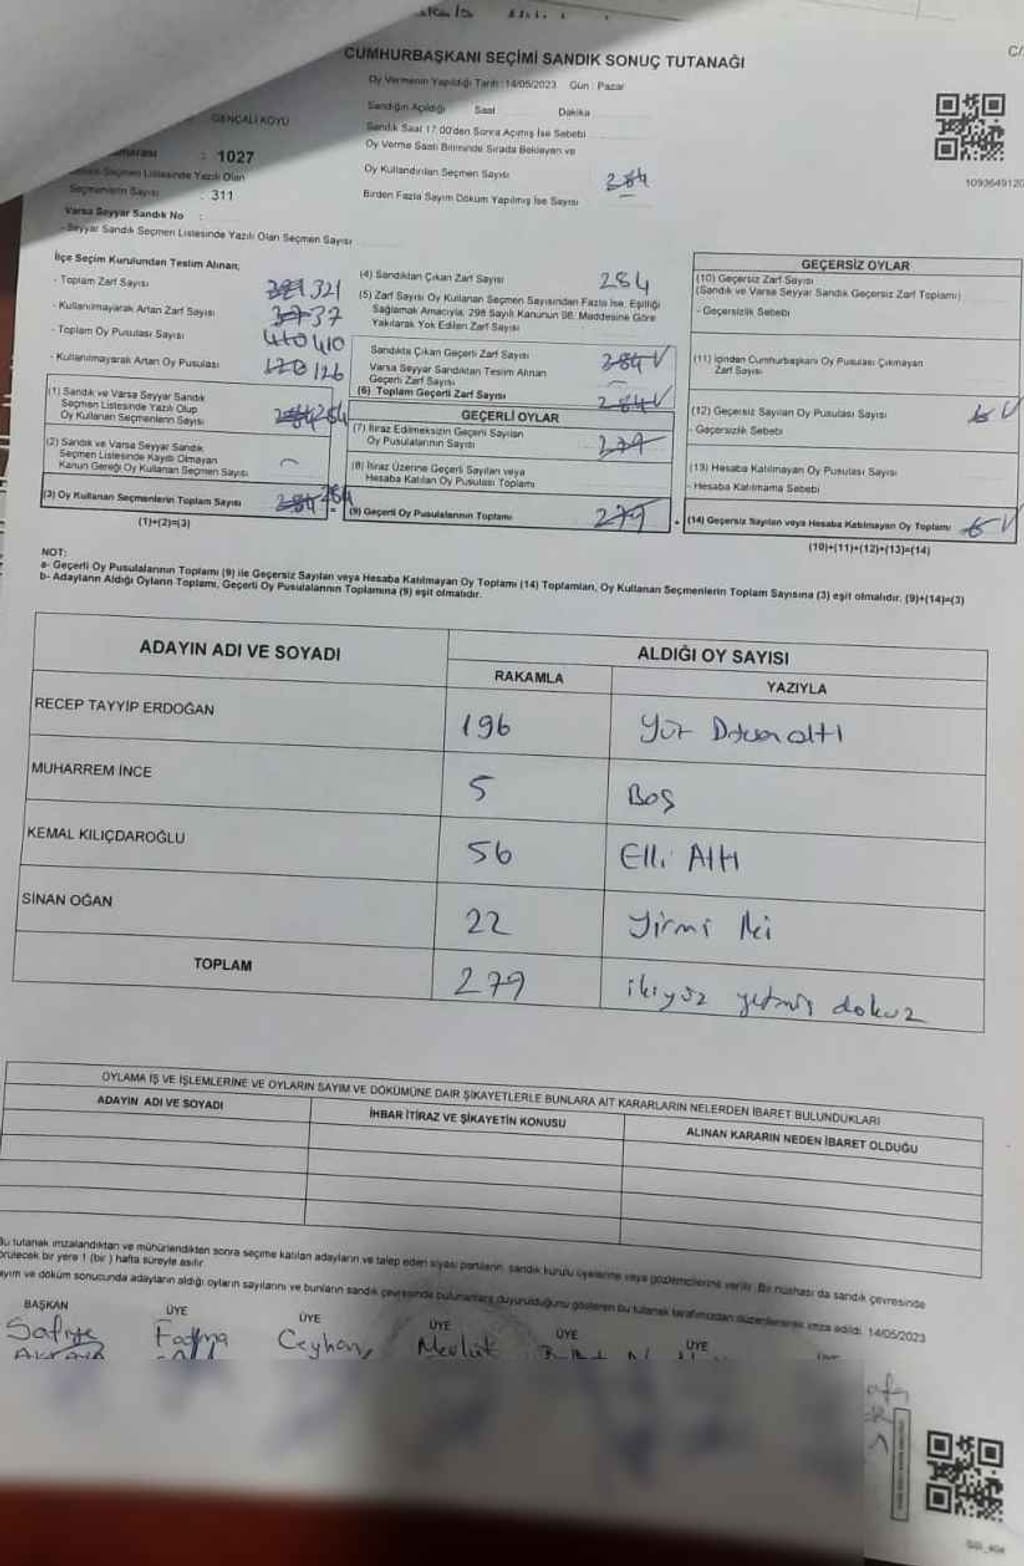 CUMHURBAŞKANI SEÇİMİ SANDIK SONUÇ TUTANAĞI
C/
Oy Vermenin Yapıldığı Tarih : 14/05/2023 Gün : Pazar
Sandığın Açıldığı Saat Dakika
GENÇALİ KÖYÜ
Sandık Saat 17:00'den Sonra Açılmış İse Sebebi
Oy Verme Saati Bitiminde Sırada Bekleyen ve
Oy Kullandırılan Seçmen Sayısı 284
Birden Fazla Sayım Döküm Yapılmış İse Sayısı
: 1027
Seçmen Listesinde Yazılı Olan
Seçmenlerin Sayısı : 311
Varsa Seyyar Sandık No :
- Seyyar Sandık Seçmen Listesinde Yazılı Olan Seçmen Sayısı
1093649120
İlçe Seçim Kurulundan Teslim Alınan;
- Toplam Zarf Sayısı 321
- Kullanılmayarak Artan Zarf Sayısı 37 37
- Toplam Oy Pusulası Sayısı 410 410
- Kullanılmayarak Artan Oy Pusulası 126
(1) Sandık ve Varsa Seyyar Sandık
Seçmen Listesinde Yazılı Olup
Oy Kullanan Seçmenlerin Sayısı 284 284
(2) Sandık ve Varsa Seyyar Sandık
Seçmen Listesinde Kayıtlı Olmayan
Kanun Gereği Oy Kullanan Seçmen Sayısı
(3) Oy Kullanan Seçmenlerin Toplam Sayısı 284 284
(1)+(2)=(3)
(4) Sandıktan Çıkan Zarf Sayısı 284
(5) Zarf Sayısı Oy Kullanan Seçmen Sayısından Fazla İse, Eşitliği
Sağlamak Amacıyla, 298 Sayılı Kanunun 98. Maddesine Göre
Yakılarak Yok Edilen Zarf Sayısı
Sandıkta Çıkan Geçerli Zarf Sayısı 284
Varsa Seyyar Sandıktan Teslim Alınan
Geçerli Zarf Sayısı
(6) Toplam Geçerli Zarf Sayısı 284
GEÇERLİ OYLAR
(7) İtiraz Edilmeksizin Geçerli Sayılan
Oy Pusulalarının Sayısı 279
(8) İtiraz Üzerine Geçerli Sayılan veya
Hesaba Katılan Oy Pusulası Toplamı
(9) Geçerli Oy Pusulalarının Toplamı 279
GEÇERSİZ OYLAR
(10) Geçersiz Zarf Sayısı
(Sandık ve Varsa Seyyar Sandık Geçersiz Zarf Toplamı)
- Geçersizlik Sebebi
(11) İçinden Cumhurbaşkanı Oy Pusulası Çıkmayan
Zarf Sayısı
(12) Geçersiz Sayılan Oy Pusulası Sayısı
- Geçersizlik Sebebi
(13) Hesaba Katılmayan Oy Pusulası Sayısı
- Hesaba Katılmama Sebebi
(14) Geçersiz Sayılan veya Hesaba Katılmayan Oy Toplamı
(10)+(11)+(12)+(13)=(14)
NOT:
a- Geçerli Oy Pusulalarının Toplamı (9) ile Geçersiz Sayılan veya Hesaba Katılmayan Oy Toplamı (14) Toplamları, Oy Kullanan Seçmenlerin Toplam Sayısına (3) eşit olmalıdır. (9)+(14)=(3)
b- Adayların Aldığı Oyların Toplamı, Geçerli Oy Pusulalarının Toplamına (9) eşit olmalıdır.
ADAYIN ADI VE SOYADI
ALDIĞI OY SAYISI
RAKAMLA YAZIYLA
RECEP TAYYİP ERDOĞAN 196 Yüz Doksan altı
MUHARREM İNCE 5 Beş
KEMAL KILIÇDAROĞLU 56 Elli Altı
SİNAN OĞAN 22 Yirmi İki
TOPLAM 279 ikiyüz yetmiş dokuz
OYLAMA İŞ VE İŞLEMLERİNE VE OYLARIN SAYIM VE DÖKÜMÜNE DAİR ŞİKAYETLERLE BUNLARA AİT KARARLARIN NELERDEN İBARET BULUNDUKLARI
ADAYIN ADI VE SOYADI İHBAR İTİRAZ VE ŞİKAYETİN KONUSU ALINAN KARARIN NEDEN İBARET OLDUĞU
Bu tutanak imzalandıktan ve mühürlendikten sonra seçime katılan adayların ve talep eden siyasi partilerin, sandık kurulu üyelerine veya gözlemcilerine verilir. Bir nüshası da sandık çevresinde
görülecek bir yere 1 (bir) hafta süreyle asılır.
Sayım ve döküm sonucunda adayların aldığı oyların sayılarını ve bunların sandık çevresinde bulunanlara duyurulduğunu gösteren bu tutanak tarafımızdan düzenlenerek imza edildi. 14/05/2023
BAŞKAN ÜYE ÜYE ÜYE ÜYE ÜYE
Safiye Fadima Ceyhan Mevlüt